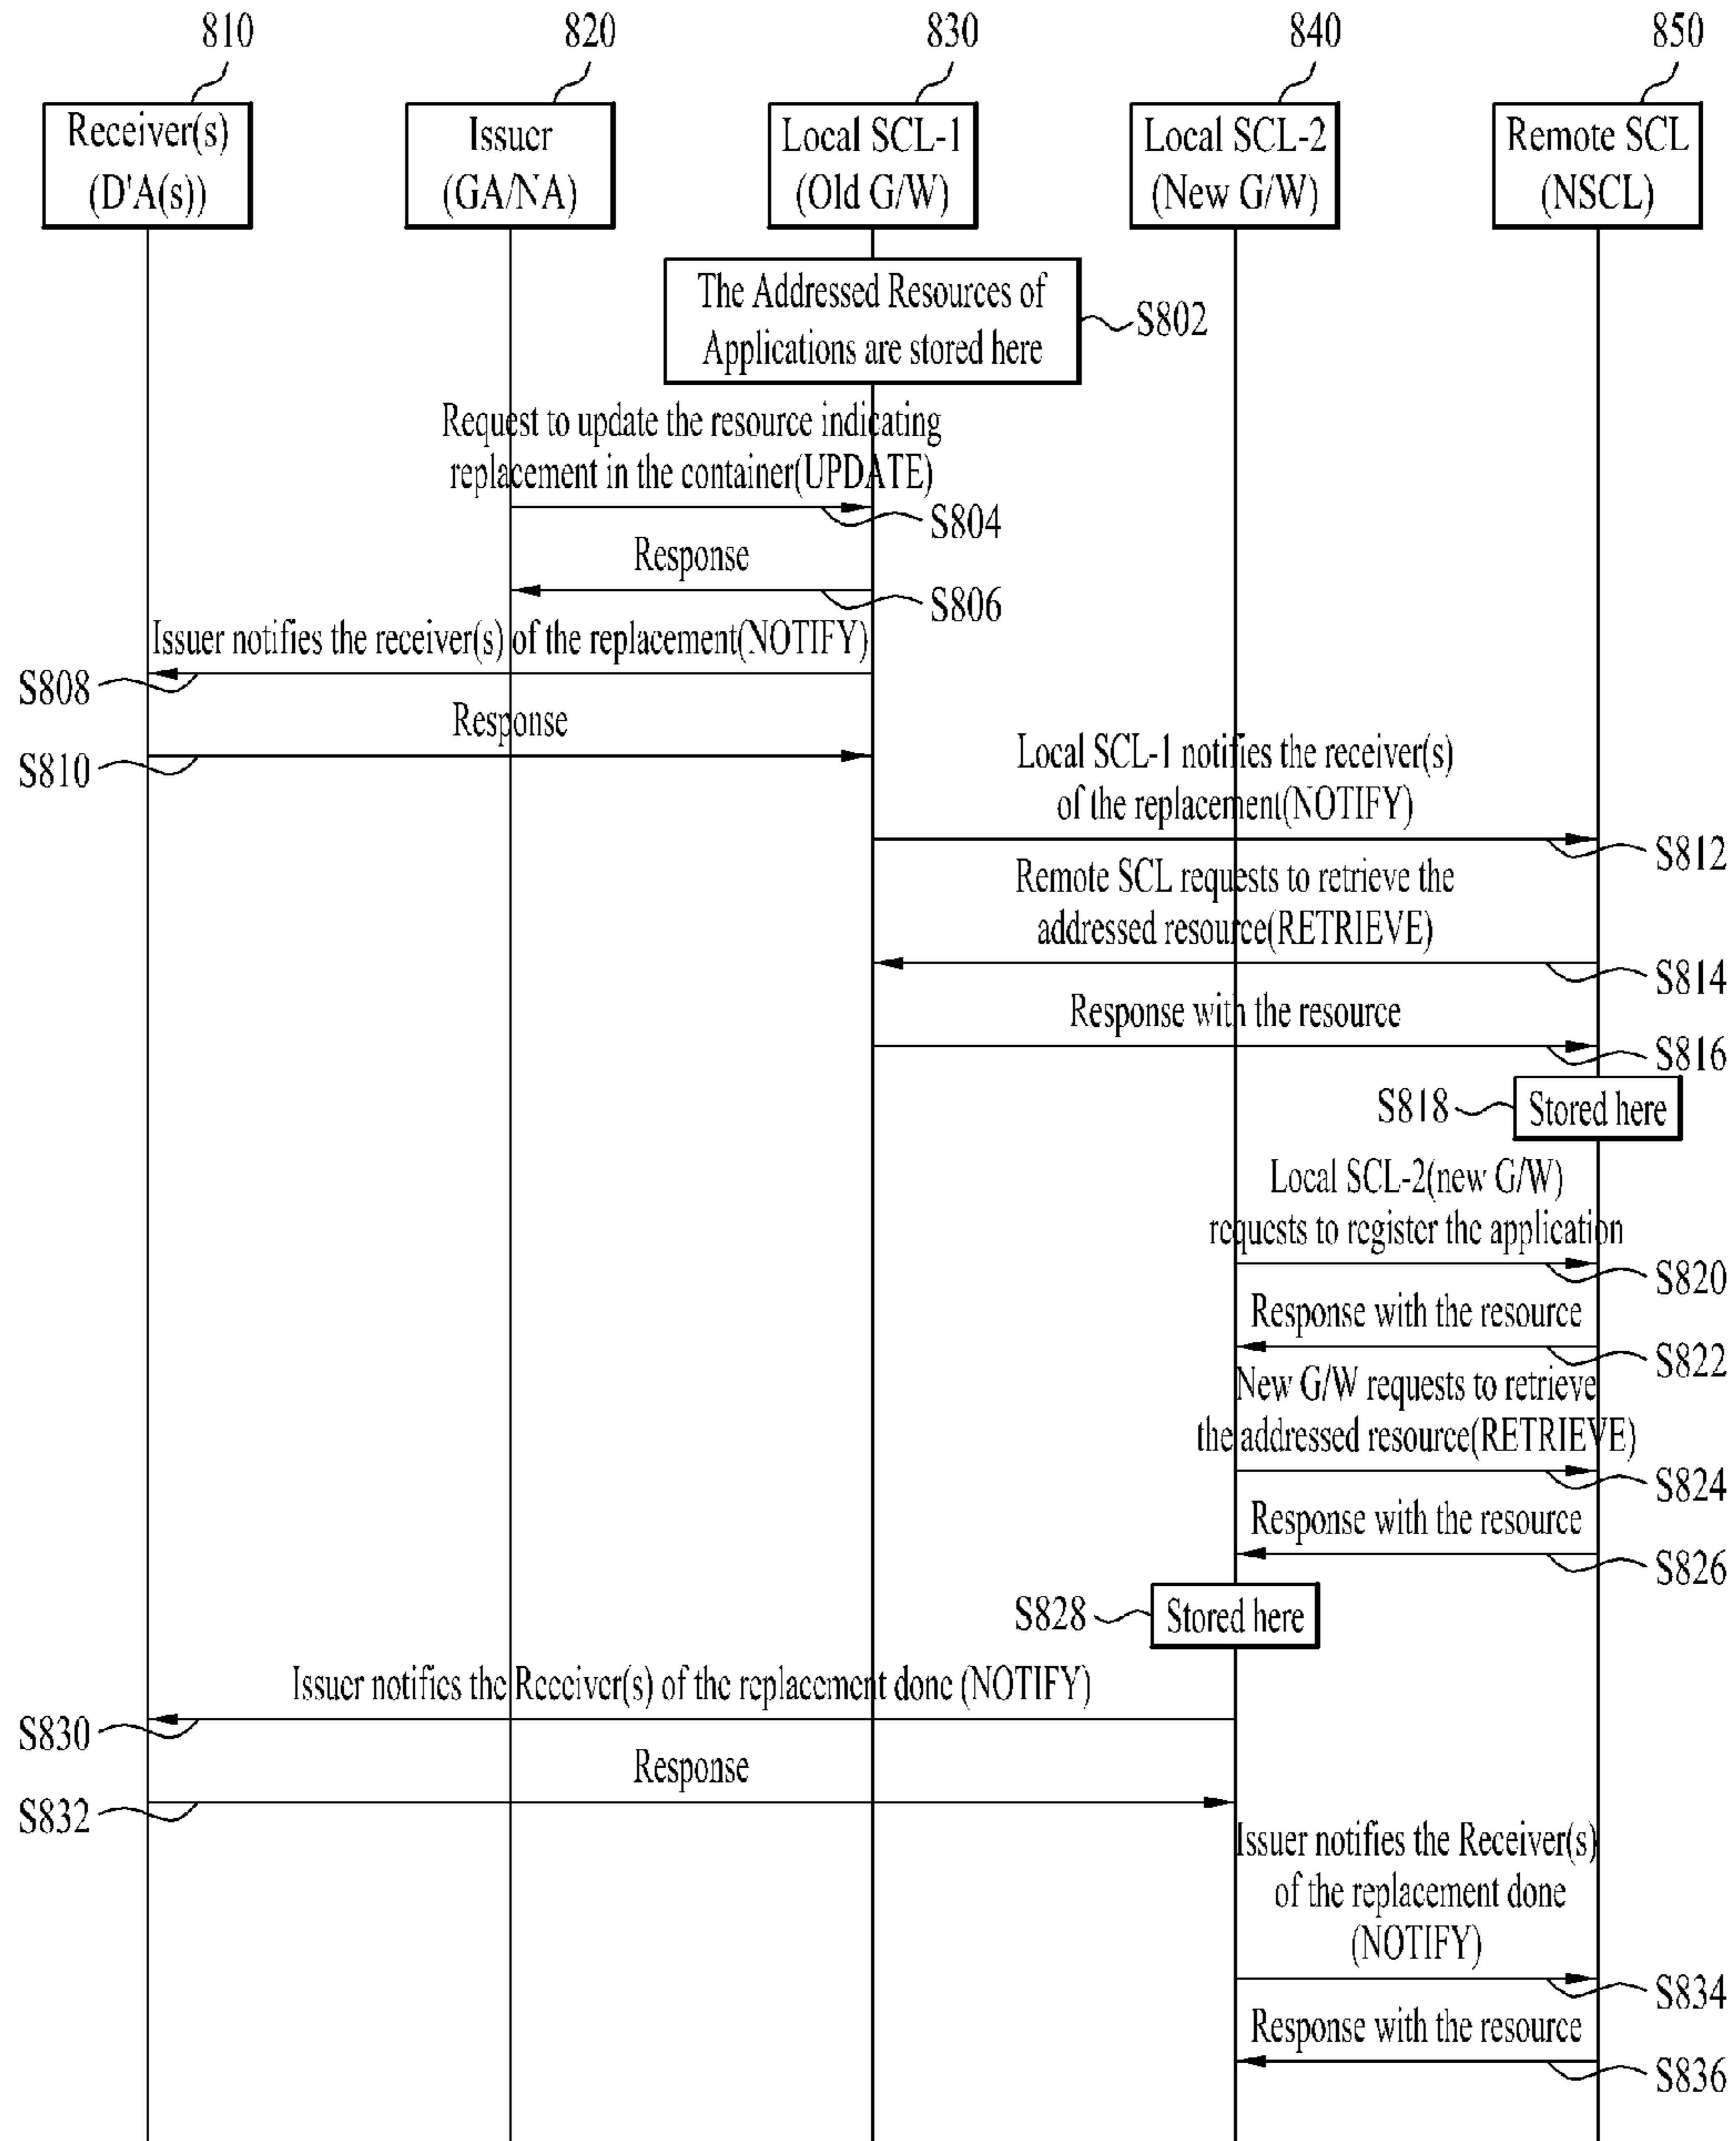 810
820
830
840
850
Receiver(s)
(D'A(s))
Issuer
(GA/NA)
Local SCL-1
(Old G/W)
Local SCL-2
(New G/W)
Remote SCL
(NSCL)
The Addressed Resources of
Applications are stored here
S802
Request to update the resource indicating
replacement in the container(UPDATE)
S804
Response
S806
Issuer notifies the receiver(s) of the replacement(NOTIFY)
S808
Response
S810
Local SCL-1 notifies the receiver(s)
of the replacement(NOTIFY)
S812
Remote SCL requests to retrieve the
addressed resource(RETRIEVE)
S814
Response with the resource
S816
S818
Stored here
Local SCL-2(new G/W)
requests to register the application
S820
Response with the resource
S822
New G/W requests to retrieve
the addressed resource(RETRIEVE)
S824
Response with the resource
S826
S828
Stored here
Issuer notifies the Receiver(s) of the replacement done (NOTIFY)
S830
Response
S832
Issuer notifies the Receiver(s)
of the replacement done
(NOTIFY)
S834
Response with the resource
S836